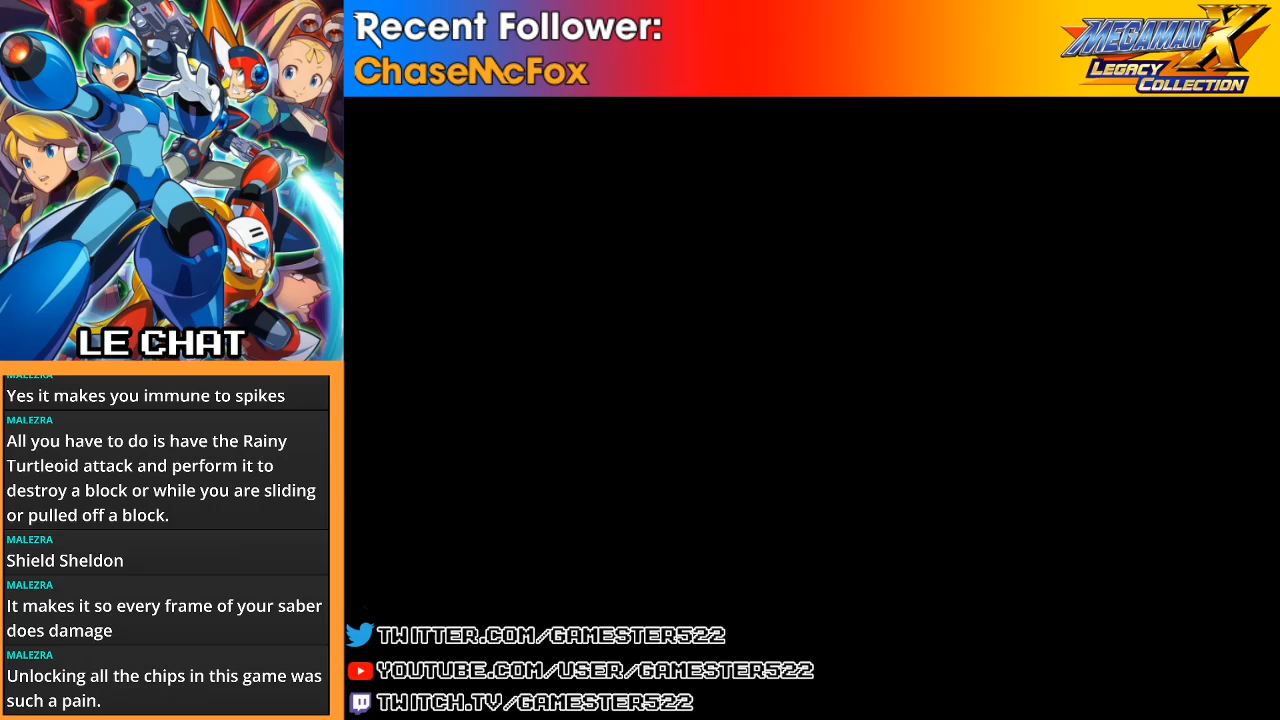 Recent Follower:
ChaseMcFox
MEGAMAN X
LEGACY
COLLECTION
LE CHAT
MALEZRA
Yes it makes you immune to spikes
MALEZRA
All you have to do is have the Rainy
Turtleoid attack and perform it to
destroy a block or while you are sliding
or pulled off a block.
MALEZRA
Shield Sheldon
MALEZRA
It makes it so every frame of your saber
does damage
MALEZRA
Unlocking all the chips in this game was
such a pain.
TWITTER.COM/GAMESTER522
YOUTUBE.COM/USER/GAMESTER522
TWITCH.TV/GAMESTER522